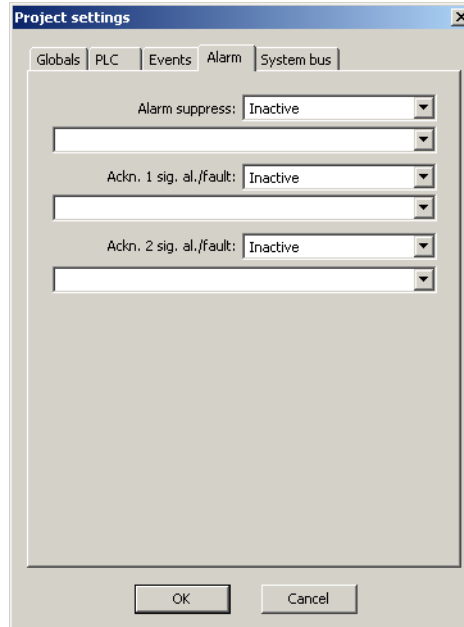 Project settings
Globals PLC Events Alarm System bus
Alarm suppress: Inactive
Ackn. 1 sig. al./fault: Inactive
Ackn. 2 sig. al./fault: Inactive
OK Cancel